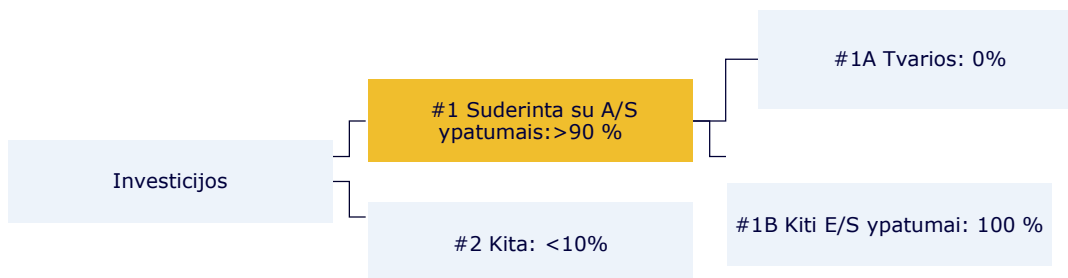 Investicijos
#1 Suderinta su A/S
ypatumais:>90 %
#2 Kita: <10%
#1A Tvarios: 0%
#1B Kiti E/S ypatumai: 100 %